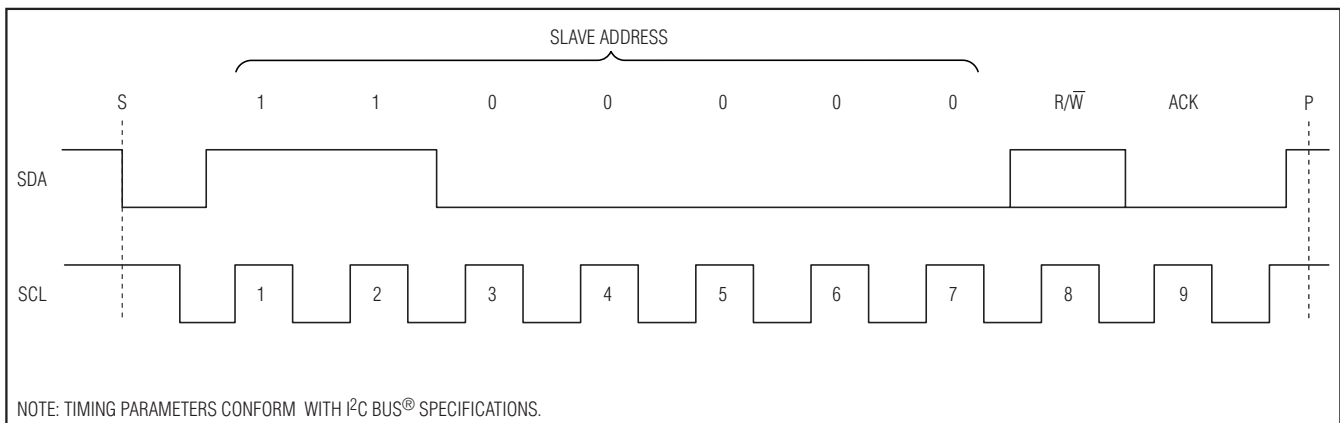 SLAVE ADDRESS
S 1 1 0 0 0 0 0 R/W̅ ACK P
SDA
SCL 1 2 3 4 5 6 7 8 9
NOTE: TIMING PARAMETERS CONFORM WITH I²C BUS® SPECIFICATIONS.